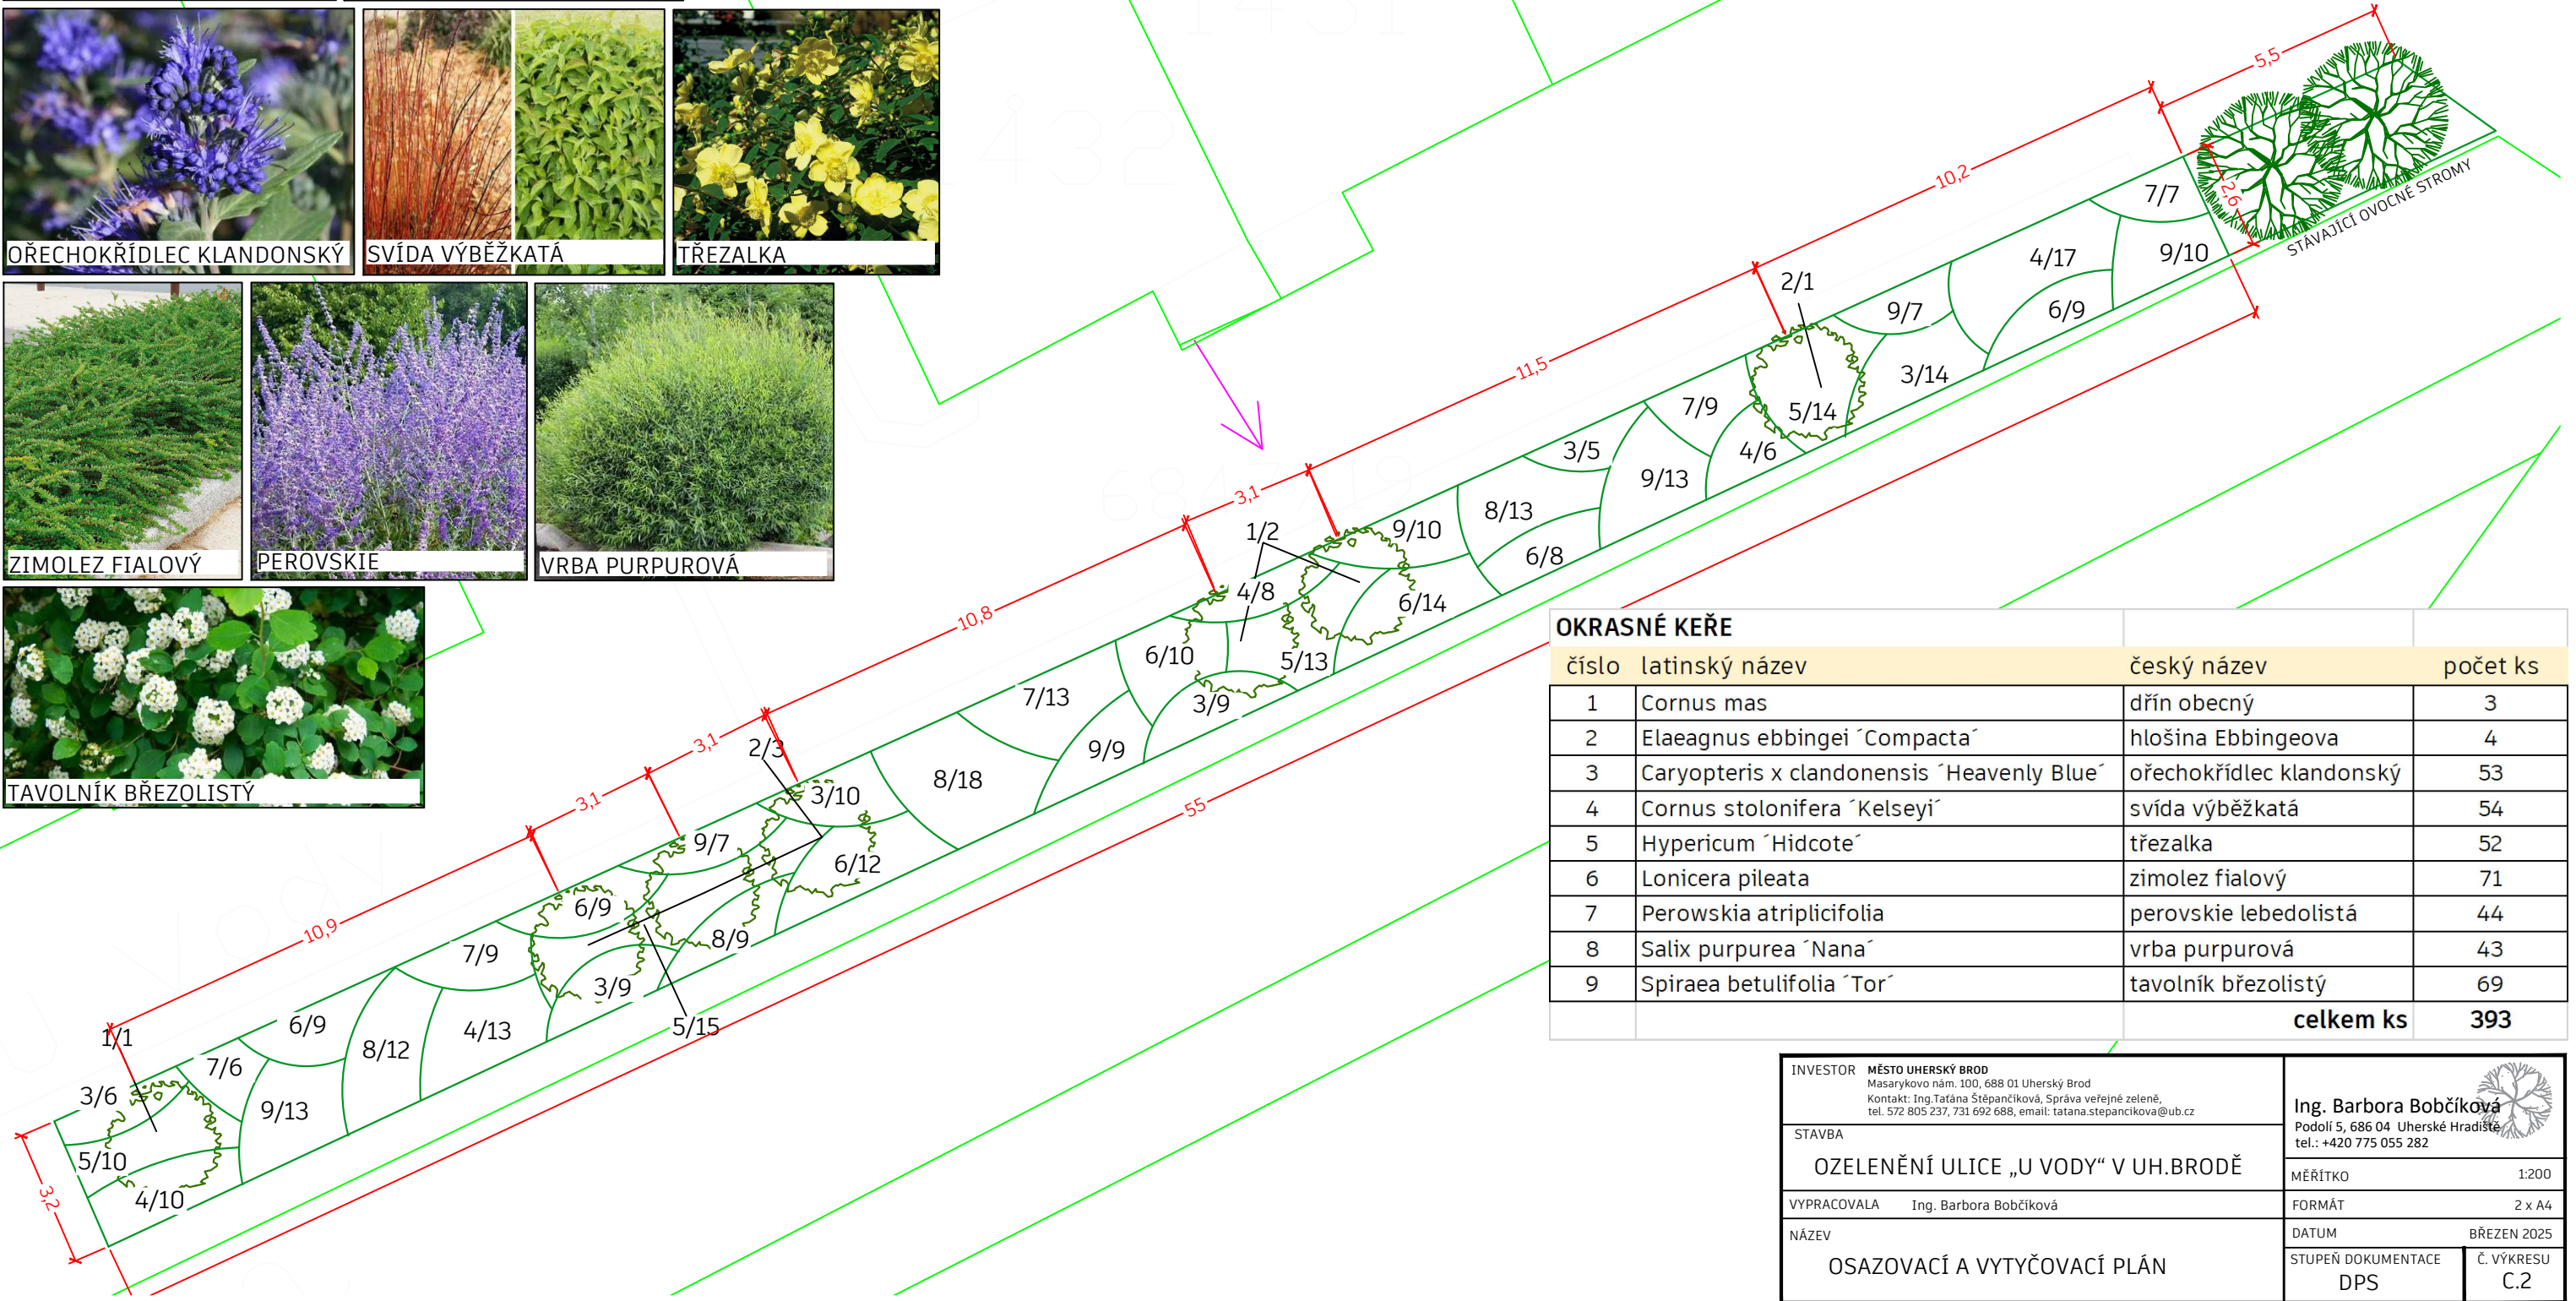 OŘECHOKŘÍDLEC KLANDONSKÝ
SVÍDA VÝBĚŽKATÁ
TŘEZALKA
ZIMOLEZ FIALOVÝ
PEROVSKIE
VRBA PURPUROVÁ
TAVOLNÍK BŘEZOLISTÝ
5,5
10,2
2,6
STÁVAJÍCÍ OVOCNÉ STROMY
7/7
9/10
4/17
6/9
2/1
9/7
3/14
11,5
5/14
7/9
4/6
3/5
9/13
8/13
6/8
3,1
1/2
9/10
4/8
6/14
6/10
5/13
3/9
10,8
7/13
9/9
55
3,1
2/3
8/18
3/10
6/12
3,1
9/7
8/9
6/9
3/9
5/15
10,9
7/9
4/13
6/9
8/12
1/1
7/6
9/13
3/6
5/10
4/10
3,2
OKRASNÉ KEŘE
číslo latinský název český název počet ks
1 Cornus mas dřín obecný 3
2 Elaeagnus ebbingei ´Compacta´ hlošina Ebbingeova 4
3 Caryopteris x clandonensis ´Heavenly Blue´ ořechokřídlec klandonský 53
4 Cornus stolonifera ´Kelseyi´ svída výběžkatá 54
5 Hypericum ´Hidcote´ třezalka 52
6 Lonicera pileata zimolez fialový 71
7 Perowskia atriplicifolia perovskie lebedolistá 44
8 Salix purpurea ´Nana´ vrba purpurová 43
9 Spiraea betulifolia ´Tor´ tavolník březolistý 69
celkem ks 393
INVESTOR MĚSTO UHERSKÝ BROD
Masarykovo nám. 100, 688 01 Uherský Brod
Kontakt: Ing.Taťána Štěpančíková, Správa veřejné zeleně,
tel. 572 805 237, 731 692 688, email: tatana.stepancikova@ub.cz
STAVBA
OZELENĚNÍ ULICE „U VODY“ V UH.BRODĚ
VYPRACOVALA Ing. Barbora Bobčíková
NÁZEV
OSAZOVACÍ A VYTYČOVACÍ PLÁN
Ing. Barbora Bobčíková
Podolí 5, 686 04 Uherské Hradiště
tel.: +420 775 055 282
MĚŘÍTKO 1:200
FORMÁT 2 x A4
DATUM BŘEZEN 2025
STUPEŇ DOKUMENTACE
DPS
Č. VÝKRESU
C.2